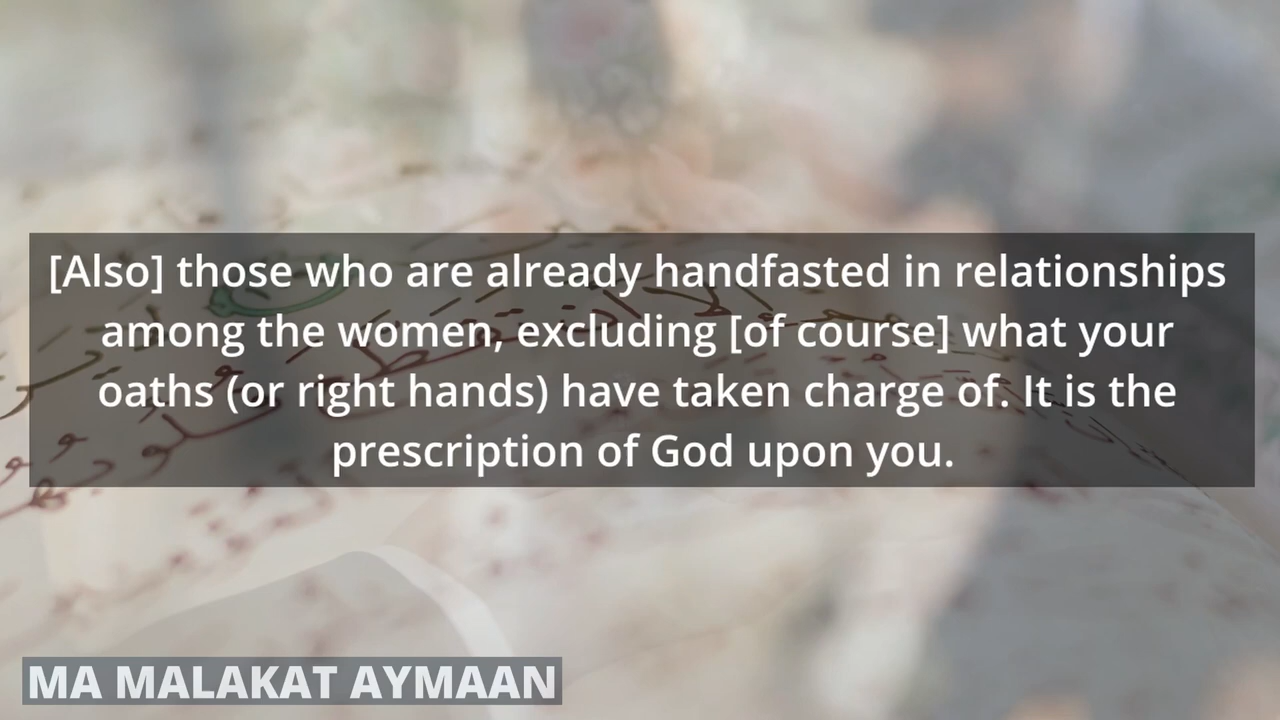 [Also] those who are already handfasted in relationships
among the women, excluding [of course] what your
oaths (or right hands) have taken charge of. It is the
prescription of God upon you.
MA MALAKAT AYMAAN